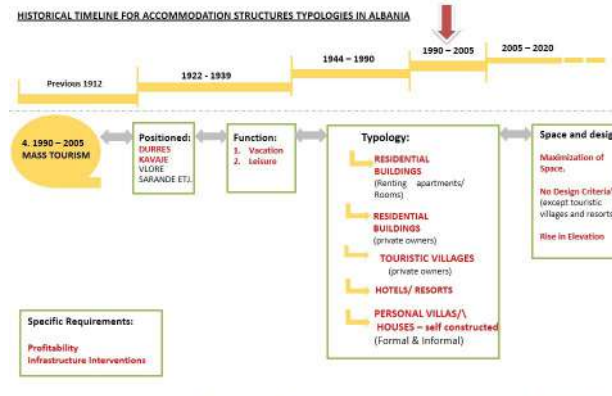 HISTORICAL TIMELINE FOR ACCOMMODATION STRUCTURES TYPOLOGIES IN ALBANIA
Previous 1912
1922 - 1939
1944 – 1990
1990 – 2005
2005 – 2020
4. 1990 – 2005
MASS TOURISM
Positioned:
DURRES
KAVAJE
VLORE
SARANDE ETJ.
Function:
1. Vacation
2. Leisure
Typology:
RESIDENTIAL
BUILDINGS
(Renting apartments/
Rooms)
RESIDENTIAL
BUILDINGS
(private owners)
TOURISTIC VILLAGES
(private owners)
HOTELS/ RESORTS
PERSONAL VILLAS/\
HOUSES – self constructed
(Formal & Informal)
Space and desig
Maximization of
Space.
No Design Criteria'
(except touristic
villages and resorts
Rise in Elevation
Specific Requirements:
Profitability
Infrastructure Interventions